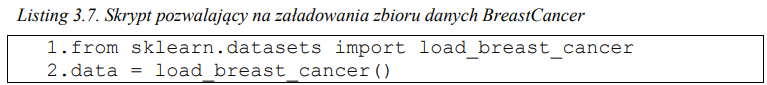 Listing 3.7. Skrypt pozwalający na załadowania zbioru danych BreastCancer
1.from sklearn.datasets import load_breast_cancer
2.data = load_breast_cancer()